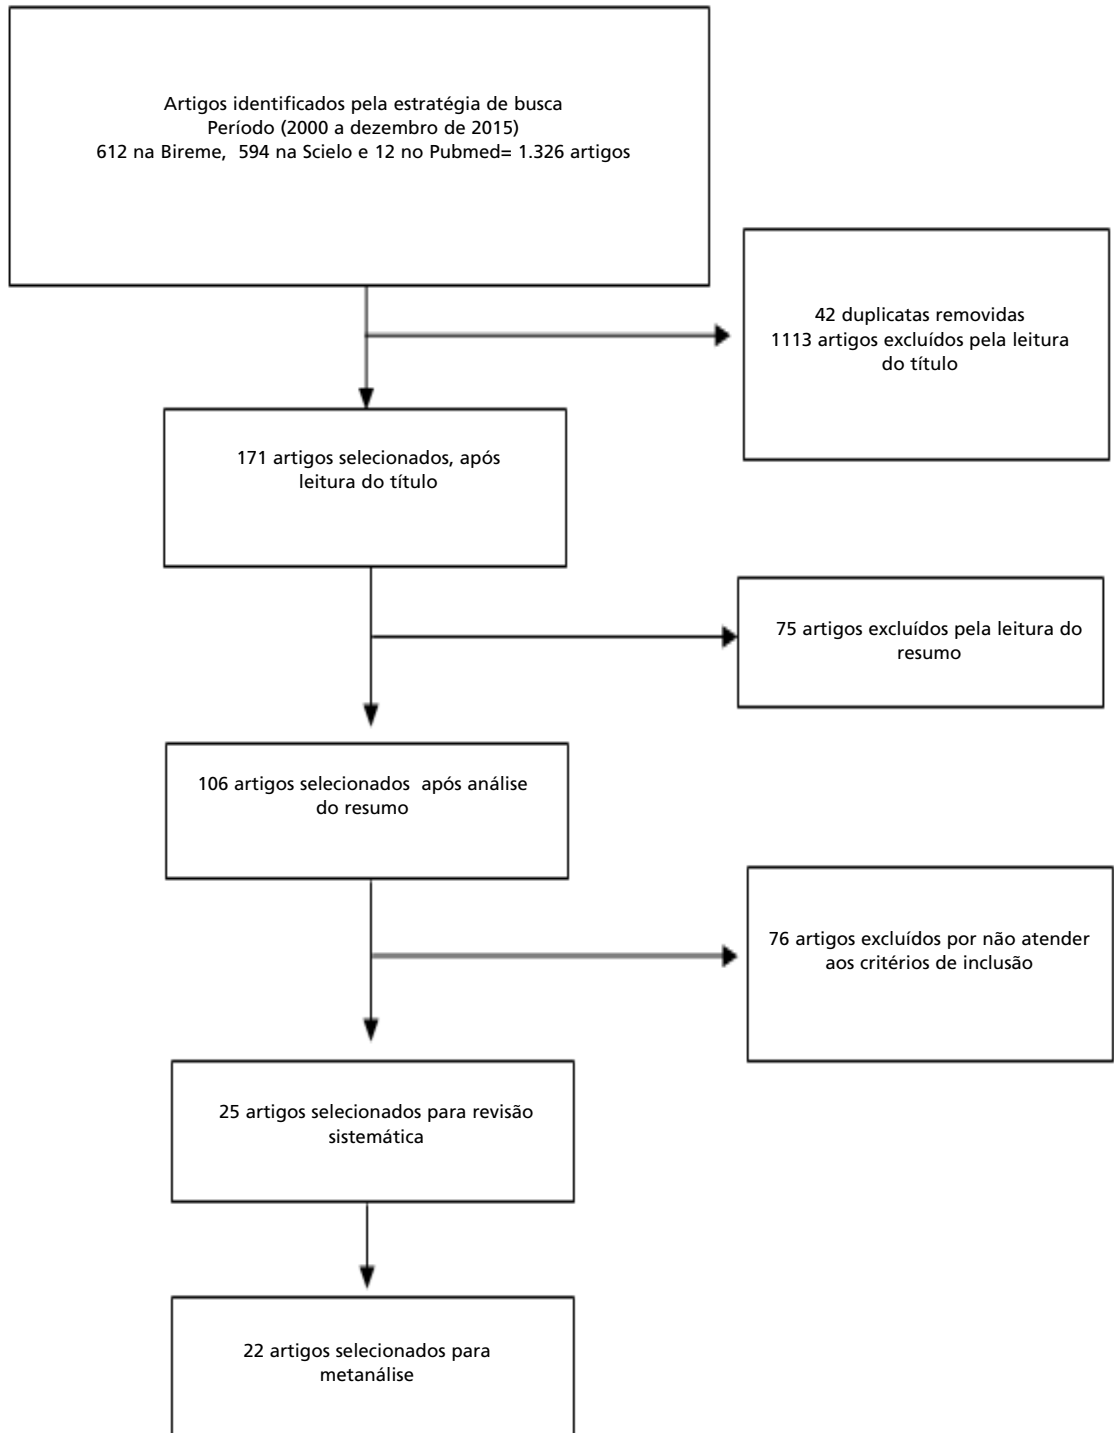 Artigos identificados pela estratégia de busca
Período (2000 a dezembro de 2015)
612 na Bireme, 594 na Scielo e 12 no Pubmed= 1.326 artigos
42 duplicatas removidas
1113 artigos excluídos pela leitura
do título
171 artigos selecionados, após
leitura do título
75 artigos excluídos pela leitura do
resumo
106 artigos selecionados após análise
do resumo
76 artigos excluídos por não atender
aos critérios de inclusão
25 artigos selecionados para revisão
sistemática
22 artigos selecionados para
metanálise